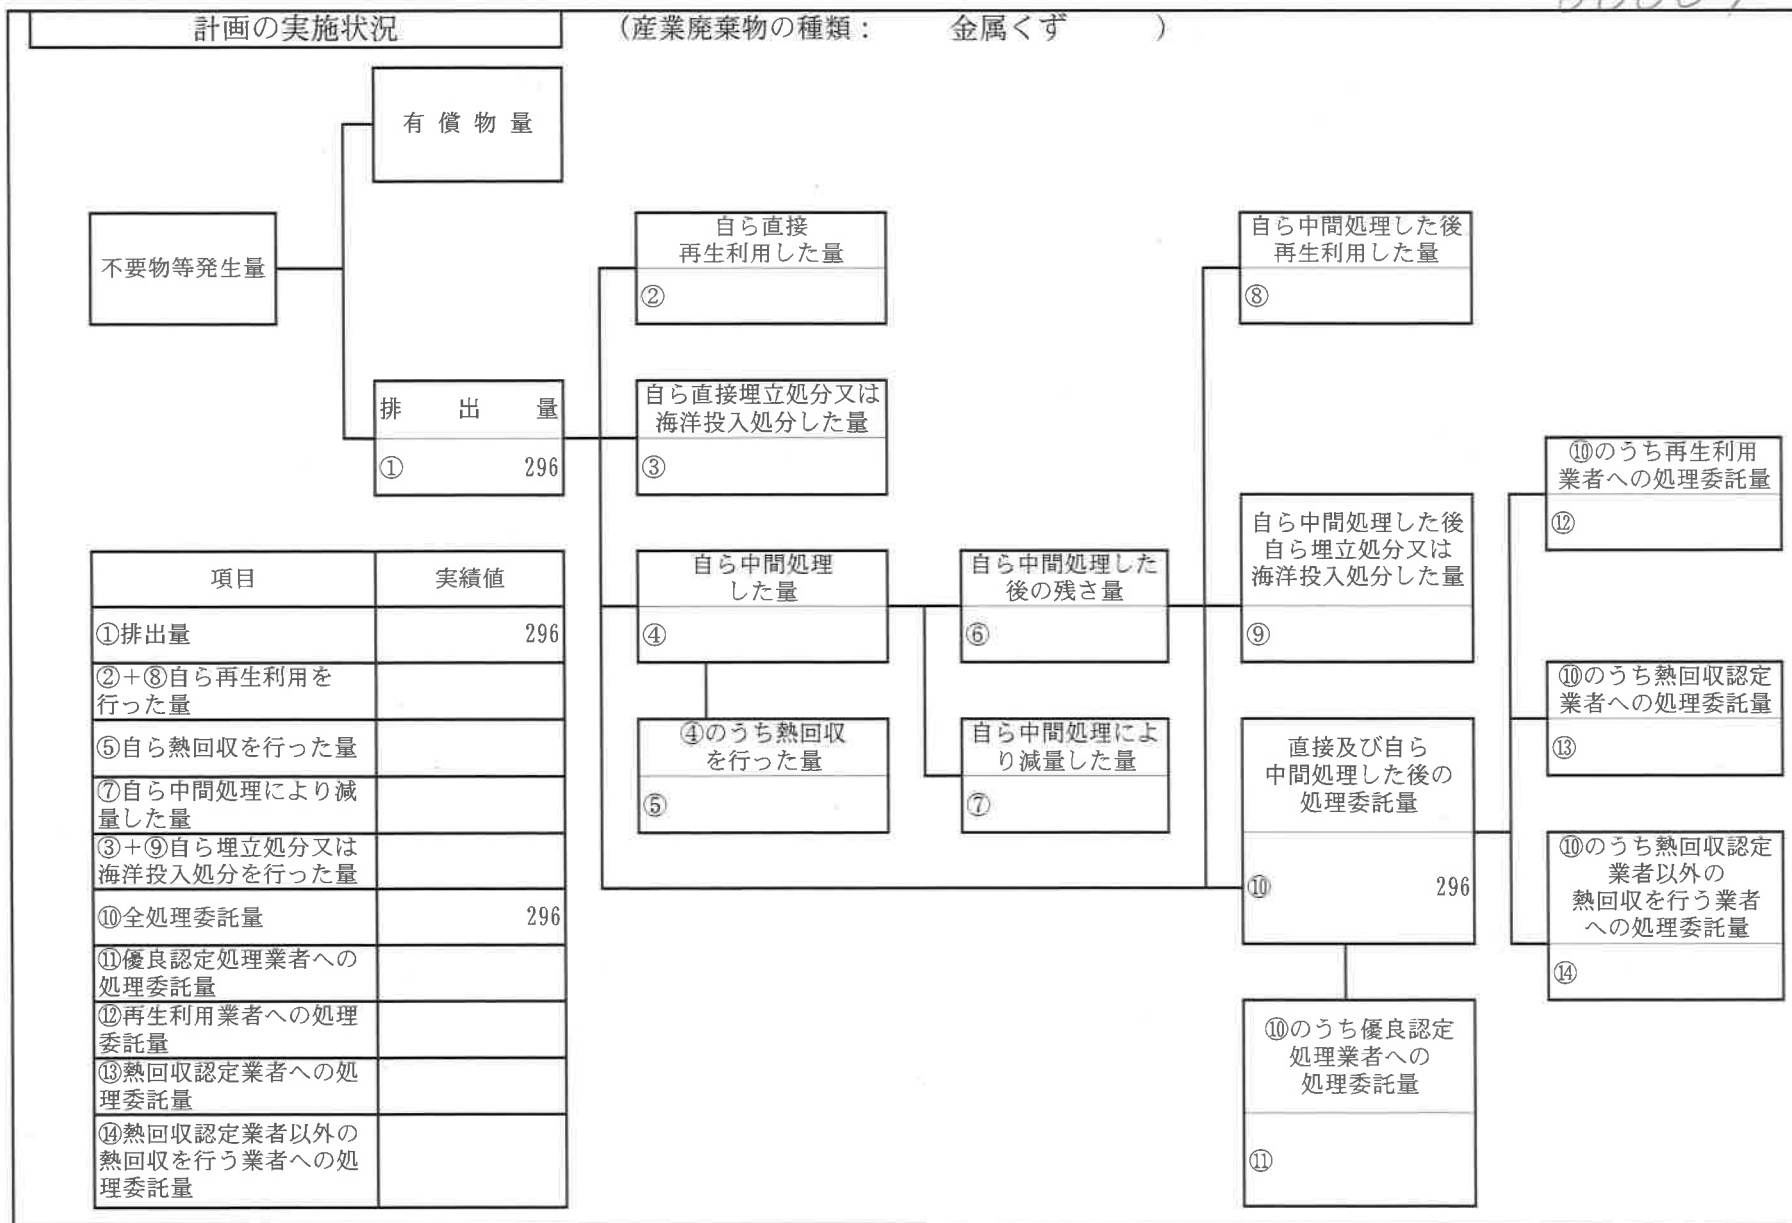 計画の実施状況
（産業廃棄物の種類： 金属くず ）
有償物量
不要物等発生量
排出量
① 296
自ら直接
再生利用した量
②
自ら直接埋立処分又は
海洋投入処分した量
③
自ら中間処理
した量
④
④のうち熱回収
を行った量
⑤
自ら中間処理した
後の残さ量
⑥
自ら中間処理によ
り減量した量
⑦
自ら中間処理した後
再生利用した量
⑧
自ら中間処理した後
自ら埋立処分又は
海洋投入処分した量
⑨
直接及び自ら
中間処理した後の
処理委託量
⑩ 296
⑩のうち優良認定
処理業者への
処理委託量
⑪
⑩のうち再生利用
業者への処理委託量
⑫
⑩のうち熱回収認定
業者への処理委託量
⑬
⑩のうち熱回収認定
業者以外の
熱回収を行う業者
への処理委託量
⑭
項目 実績値
①排出量 296
②＋⑧自ら再生利用を
行った量
⑤自ら熱回収を行った量
⑦自ら中間処理により減
量した量
③＋⑨自ら埋立処分又は
海洋投入処分を行った量
⑩全処理委託量 296
⑪優良認定処理業者への
処理委託量
⑫再生利用業者への処理
委託量
⑬熱回収認定業者への処
理委託量
⑭熱回収認定業者以外の
熱回収を行う業者への処
理委託量